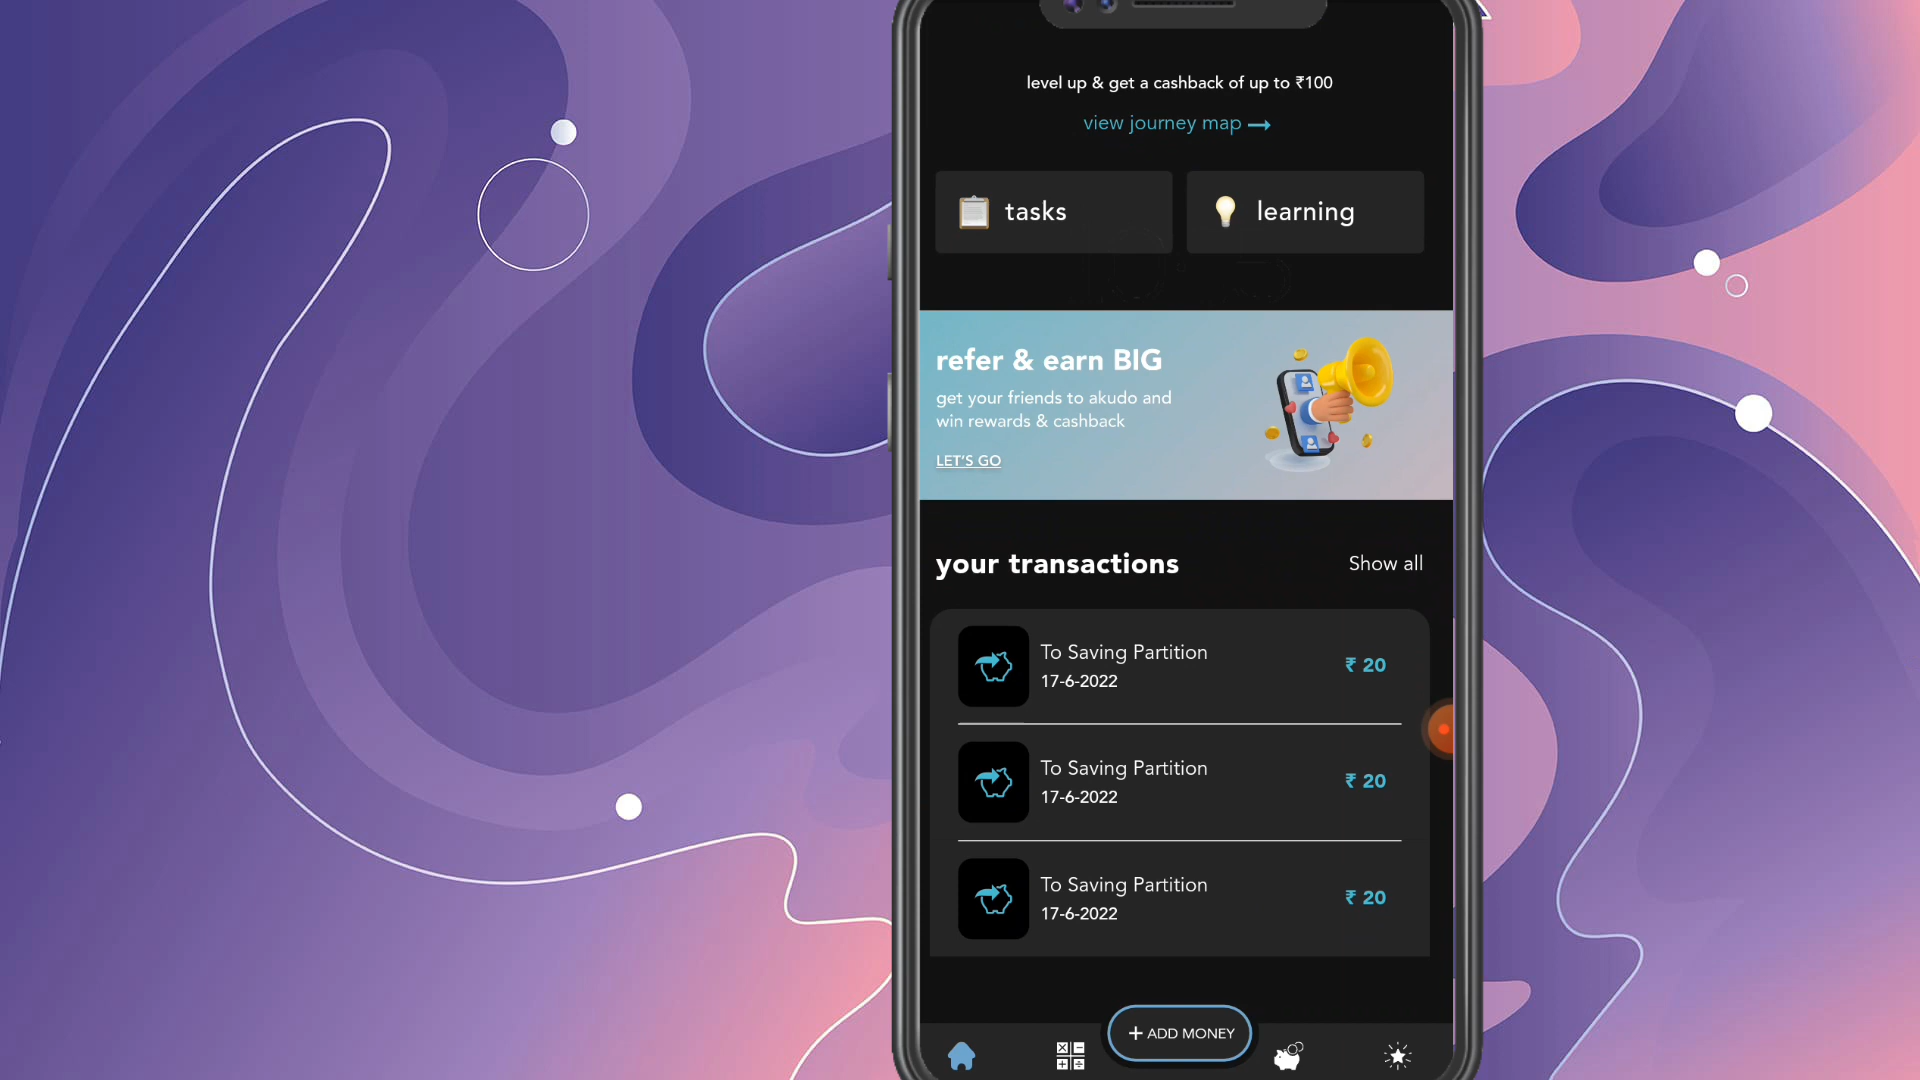 level up & get a cashback of up to ₹100
view journey map
tasks
learning
refer & earn BIG
get your friends to akudo and
win rewards & cashback
LET'S GO
your transactions
Show all
To Saving Partition
17-6-2022
₹ 20
To Saving Partition
17-6-2022
₹ 20
To Saving Partition
17-6-2022
₹ 20
+ ADD MONEY